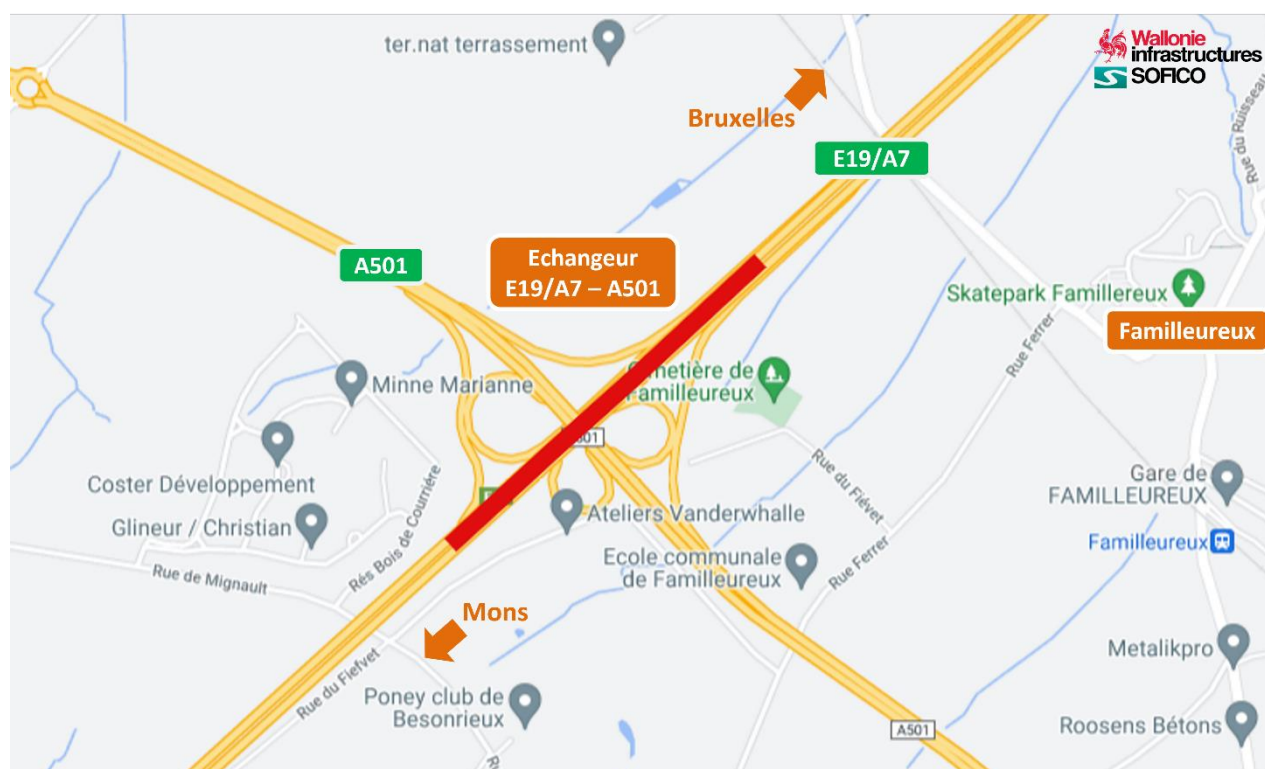 ter.nat terrassement
Wallonie
infrastructures
SOFICO
Bruxelles
Rue du Ruisseau
E19/A7
A501
Echangeur
E19/A7 – A501
Skatepark Famillereux
Familleureux
Rue Ferrer
Minne Marianne
Cimetière de
Familleureux
Coster Développement
Glineur / Christian
Rés Bois de Courrière
Rue du Fiévet
Gare de
FAMILLEUREUX
Ateliers Vanderwhalle
Familleureux
Ecole communale
de Familleureux
Rue Ferrer
Rue de Mignault
Mons
Rue du Fiefvet
Metalikpro
Poney club de
Besonrieux
A501
Roosens Bétons